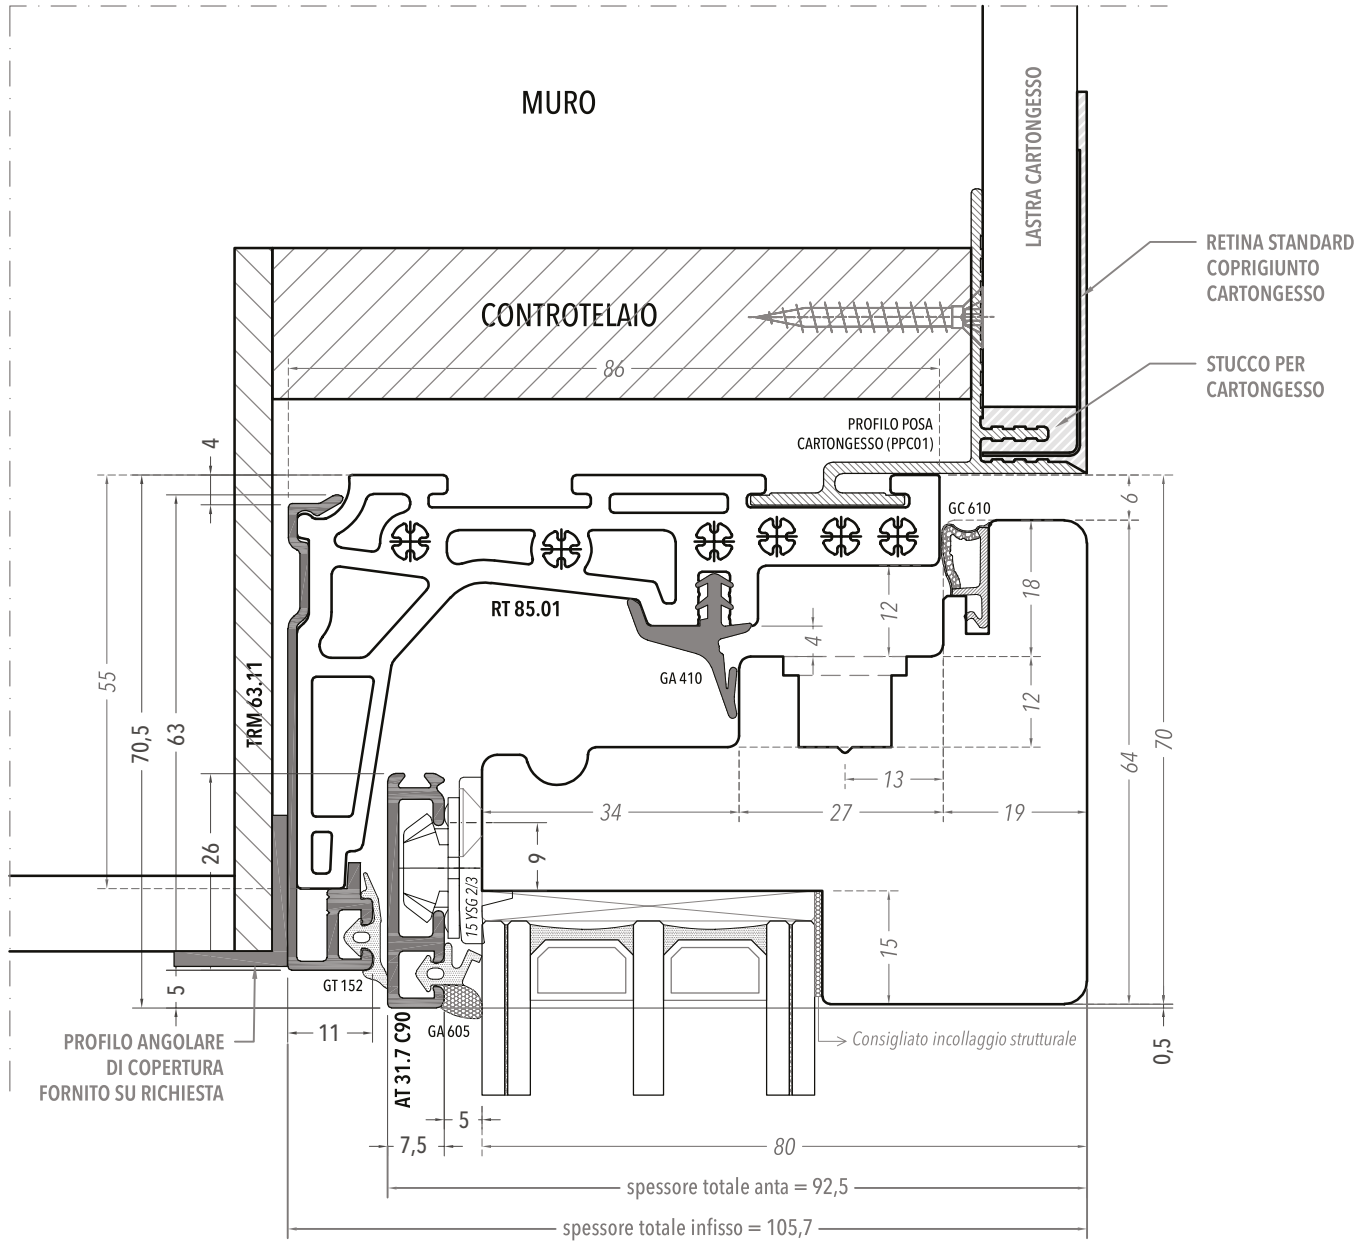 MURO
LASTRA CARTONGESSO
RETINA STANDARD
COPRIGIUNTO
CARTONGESSO
CONTROTELAIO
86
STUCCO PER
CARTONGESSO
PROFILO POSA
CARTONGESSO (PPC01)
4
6
GC 610
RT 85.01
12
18
4
55
70,5
63
TRM 63.11
GA 410
12
64
70
13
34
27
19
26
9
15 YSG 2/3
15
5
GT 152
11
GA 605
AT 31.7 C90
PROFILO ANGOLARE
DI COPERTURA
FORNITO SU RICHIESTA
Consigliato incollaggio strutturale
0,5
5
7,5
80
spessore totale anta = 92,5
spessore totale infisso = 105,7